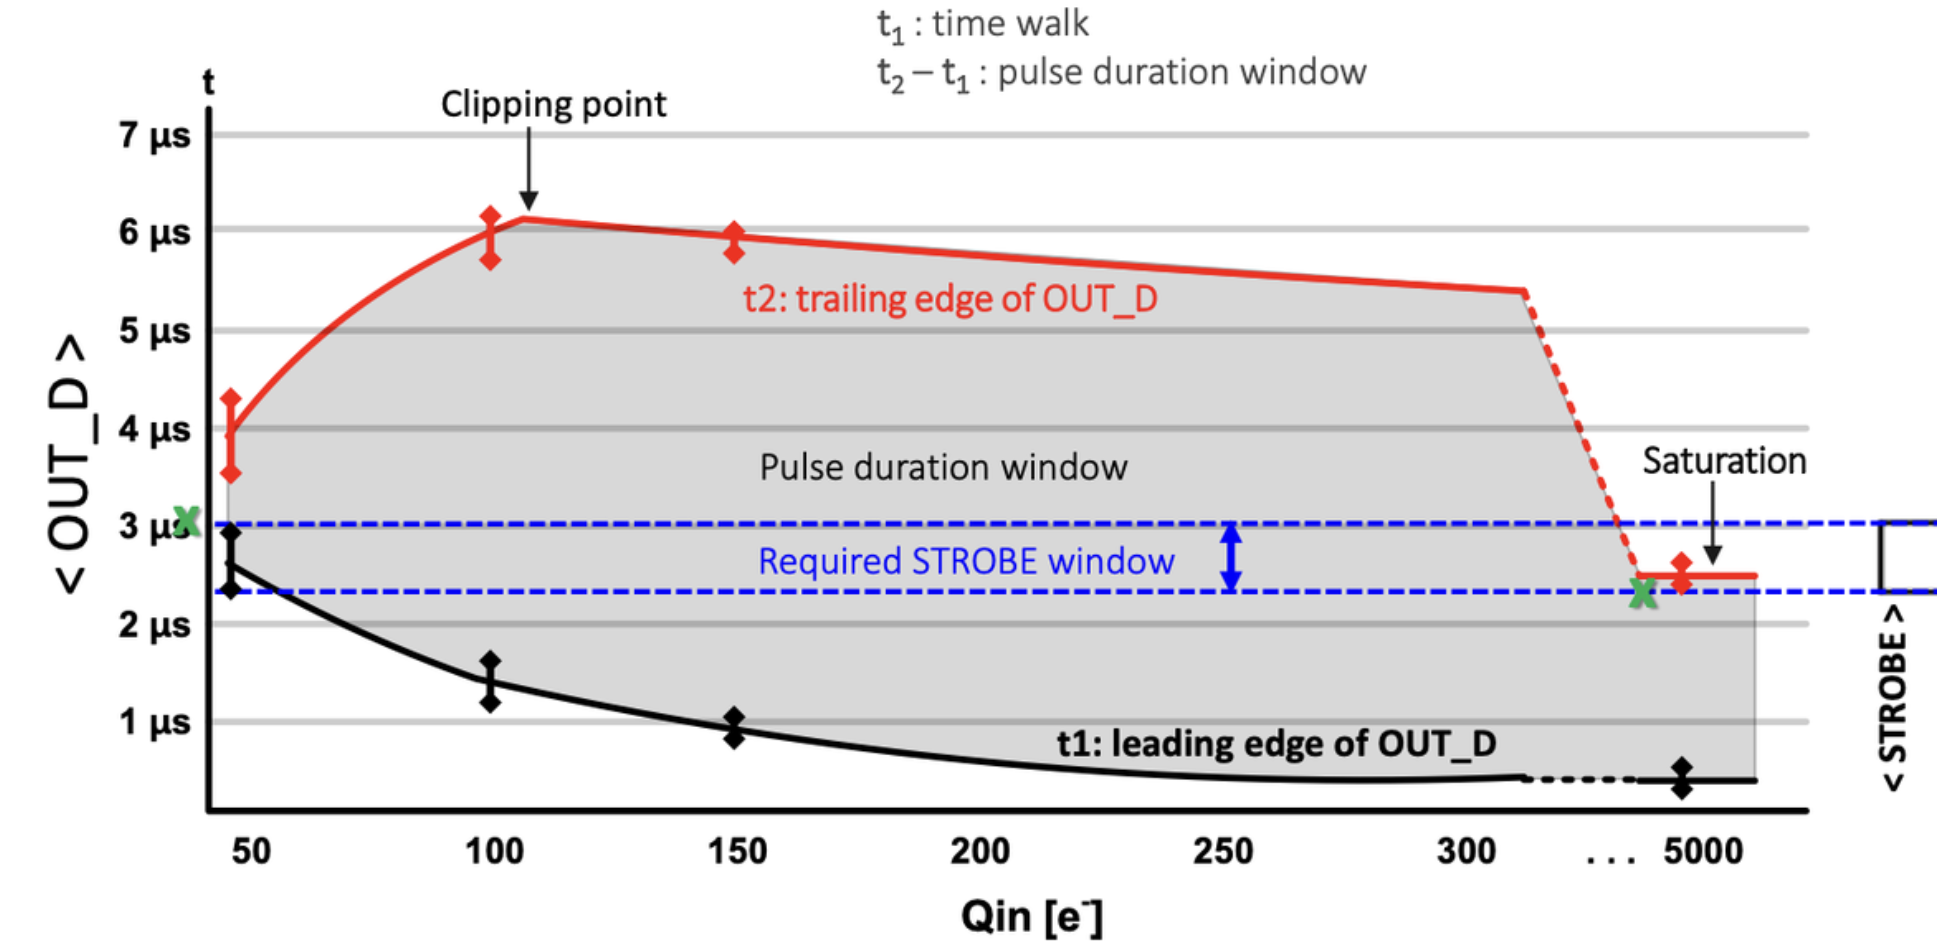 t₁ : time walk
t₂ – t₁ : pulse duration window
t
Clipping point
7 µs
6 µs
5 µs
4 µs
3 µs
2 µs
1 µs
< OUT_D >
t2: trailing edge of OUT_D
Pulse duration window
Saturation
Required STROBE window
t1: leading edge of OUT_D
< STROBE >
50 100 150 200 250 300 ... 5000
Qin [e⁻]